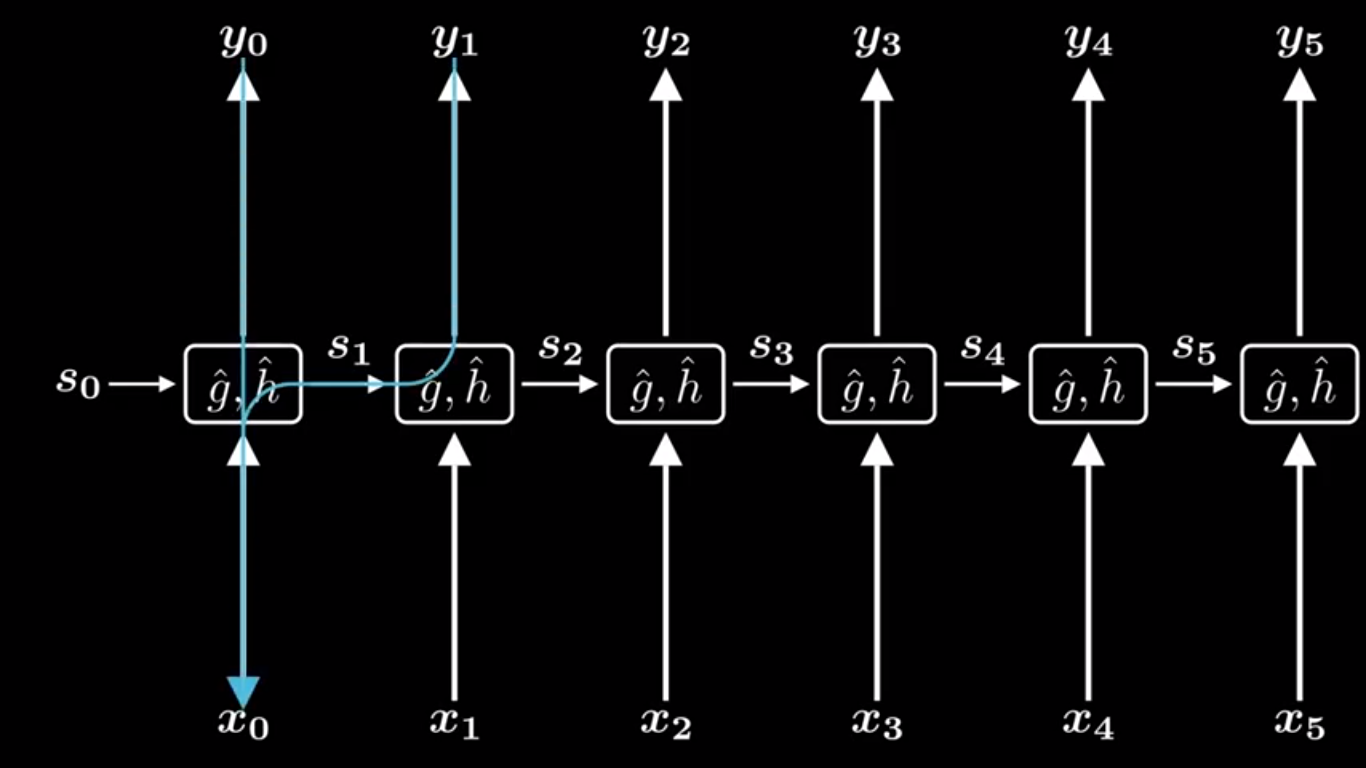 y₀ y₁ y₂ y₃ y₄ y₅
s₁ s₂ s₃ s₄ s₅
s₀ ĝ, ĥ ĝ, ĥ ĝ, ĥ ĝ, ĥ ĝ, ĥ ĝ, ĥ
x₀ x₁ x₂ x₃ x₄ x₅